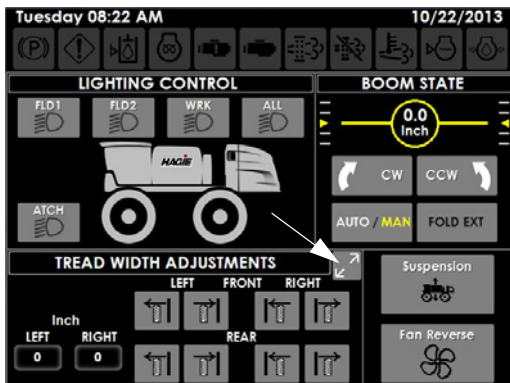 Tuesday 08:22 AM 10/22/2013
(P)
LIGHTING CONTROL
FLD1 FLD2 WRK ALL
HAGIE
ATCH
BOOM STATE
0.0
Inch
CW CCW
AUTO / MAN FOLD EXT
TREAD WIDTH ADJUSTMENTS
LEFT FRONT RIGHT
Inch
LEFT RIGHT
0 0
REAR
Suspension
Fan Reverse